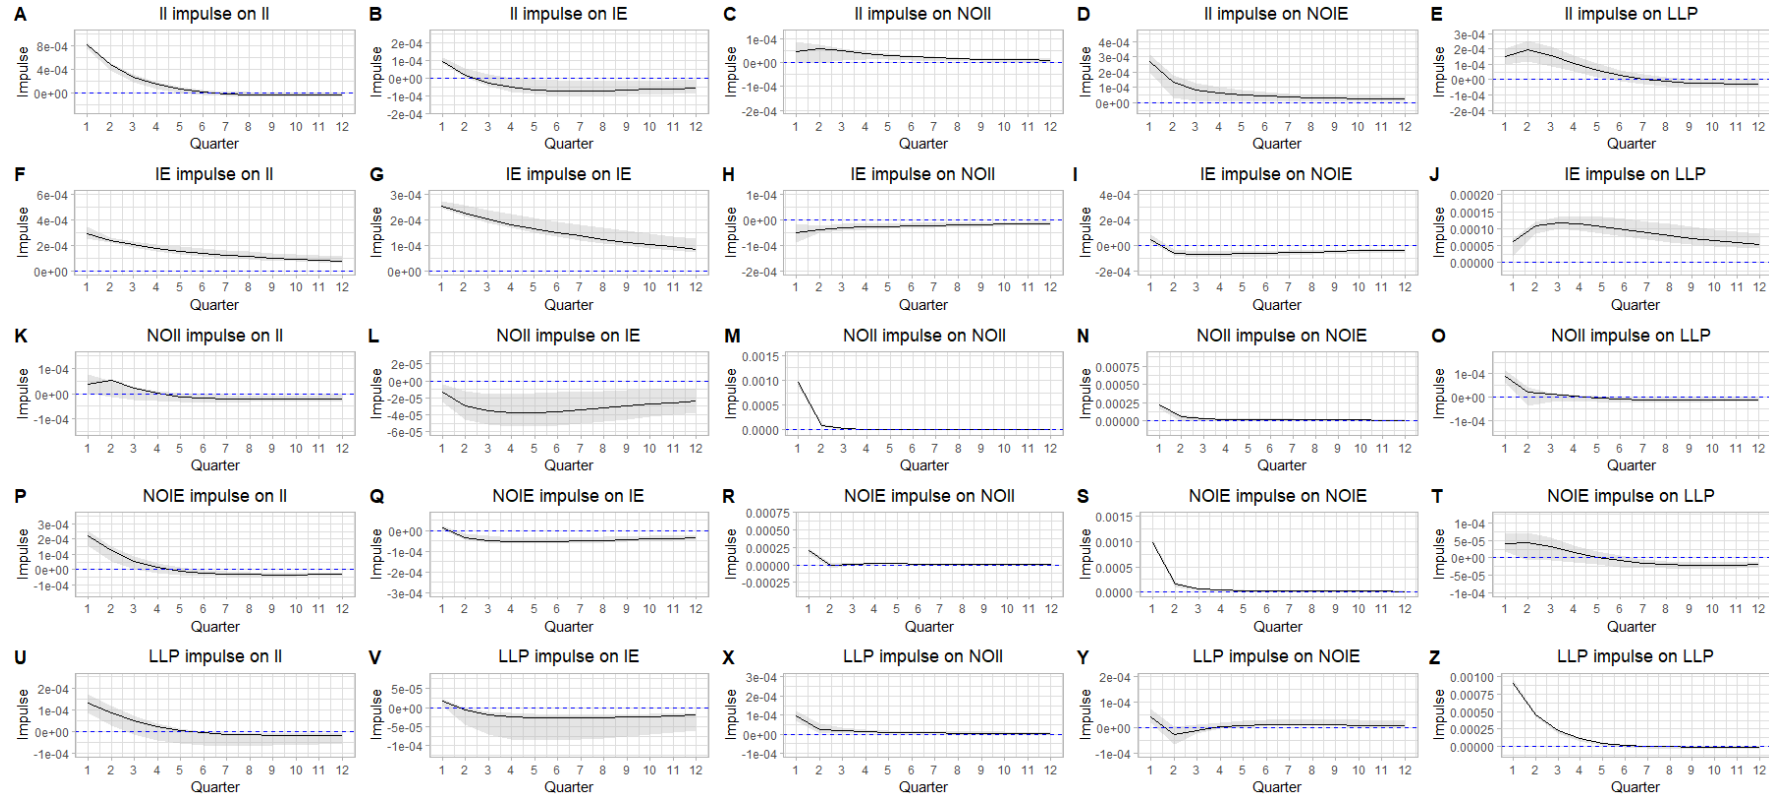 A II impulse on II
8e-04
4e-04
0e+00
Impulse
1 2 3 4 5 6 7 8 9 10 11 12
Quarter
B II impulse on IE
2e-04
1e-04
0e+00
-1e-04
-2e-04
Impulse
1 2 3 4 5 6 7 8 9 10 11 12
Quarter
C II impulse on NOII
1e-04
0e+00
-1e-04
-2e-04
Impulse
1 2 3 4 5 6 7 8 9 10 11 12
Quarter
D II impulse on NOIE
4e-04
3e-04
2e-04
1e-04
0e+00
Impulse
1 2 3 4 5 6 7 8 9 10 11 12
Quarter
E II impulse on LLP
3e-04
2e-04
1e-04
0e+00
-1e-04
-2e-04
Impulse
1 2 3 4 5 6 7 8 9 10 11 12
Quarter
F IE impulse on II
6e-04
4e-04
2e-04
0e+00
Impulse
1 2 3 4 5 6 7 8 9 10 11 12
Quarter
G IE impulse on IE
3e-04
2e-04
1e-04
0e+00
Impulse
1 2 3 4 5 6 7 8 9 10 11 12
Quarter
H IE impulse on NOII
1e-04
0e+00
-1e-04
-2e-04
Impulse
1 2 3 4 5 6 7 8 9 10 11 12
Quarter
I IE impulse on NOIE
4e-04
2e-04
0e+00
-2e-04
Impulse
1 2 3 4 5 6 7 8 9 10 11 12
Quarter
J IE impulse on LLP
0.00020
0.00015
0.00010
0.00005
0.00000
Impulse
1 2 3 4 5 6 7 8 9 10 11 12
Quarter
K NOII impulse on II
1e-04
0e+00
-1e-04
Impulse
1 2 3 4 5 6 7 8 9 10 11 12
Quarter
L NOII impulse on IE
2e-05
0e+00
-2e-05
-4e-05
-6e-05
Impulse
1 2 3 4 5 6 7 8 9 10 11 12
Quarter
M NOII impulse on NOII
0.0015
0.0010
0.0005
0.0000
Impulse
1 2 3 4 5 6 7 8 9 10 11 12
Quarter
N NOII impulse on NOIE
0.00075
0.00050
0.00025
0.00000
Impulse
1 2 3 4 5 6 7 8 9 10 11 12
Quarter
O NOII impulse on LLP
1e-04
0e+00
-1e-04
Impulse
1 2 3 4 5 6 7 8 9 10 11 12
Quarter
P NOIE impulse on II
3e-04
2e-04
1e-04
0e+00
-1e-04
Impulse
1 2 3 4 5 6 7 8 9 10 11 12
Quarter
Q NOIE impulse on IE
0e+00
-1e-04
-2e-04
-3e-04
Impulse
1 2 3 4 5 6 7 8 9 10 11 12
Quarter
R NOIE impulse on NOII
0.00075
0.00050
0.00025
0.00000
-0.00025
Impulse
1 2 3 4 5 6 7 8 9 10 11 12
Quarter
S NOIE impulse on NOIE
0.0015
0.0010
0.0005
0.0000
Impulse
1 2 3 4 5 6 7 8 9 10 11 12
Quarter
T NOIE impulse on LLP
1e-04
5e-05
0e+00
-5e-05
-1e-04
Impulse
1 2 3 4 5 6 7 8 9 10 11 12
Quarter
U LLP impulse on II
2e-04
1e-04
0e+00
-1e-04
Impulse
1 2 3 4 5 6 7 8 9 10 11 12
Quarter
V LLP impulse on IE
5e-05
0e+00
-5e-05
-1e-04
Impulse
1 2 3 4 5 6 7 8 9 10 11 12
Quarter
X LLP impulse on NOII
3e-04
2e-04
1e-04
0e+00
-1e-04
Impulse
1 2 3 4 5 6 7 8 9 10 11 12
Quarter
Y LLP impulse on NOIE
2e-04
1e-04
0e+00
-1e-04
Impulse
1 2 3 4 5 6 7 8 9 10 11 12
Quarter
Z LLP impulse on LLP
0.00100
0.00075
0.00050
0.00025
0.00000
Impulse
1 2 3 4 5 6 7 8 9 10 11 12
Quarter